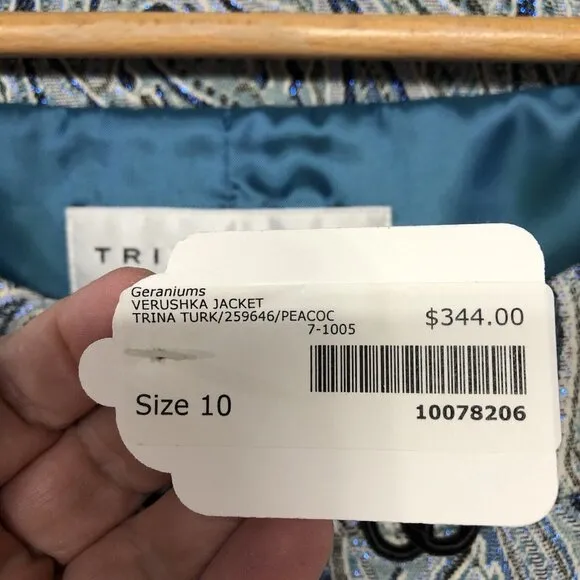 TRI
Geraniums
VERUSHKA JACKET
TRINA TURK/259646/PEACOC
7-1005
$344.00
Size 10
10078206